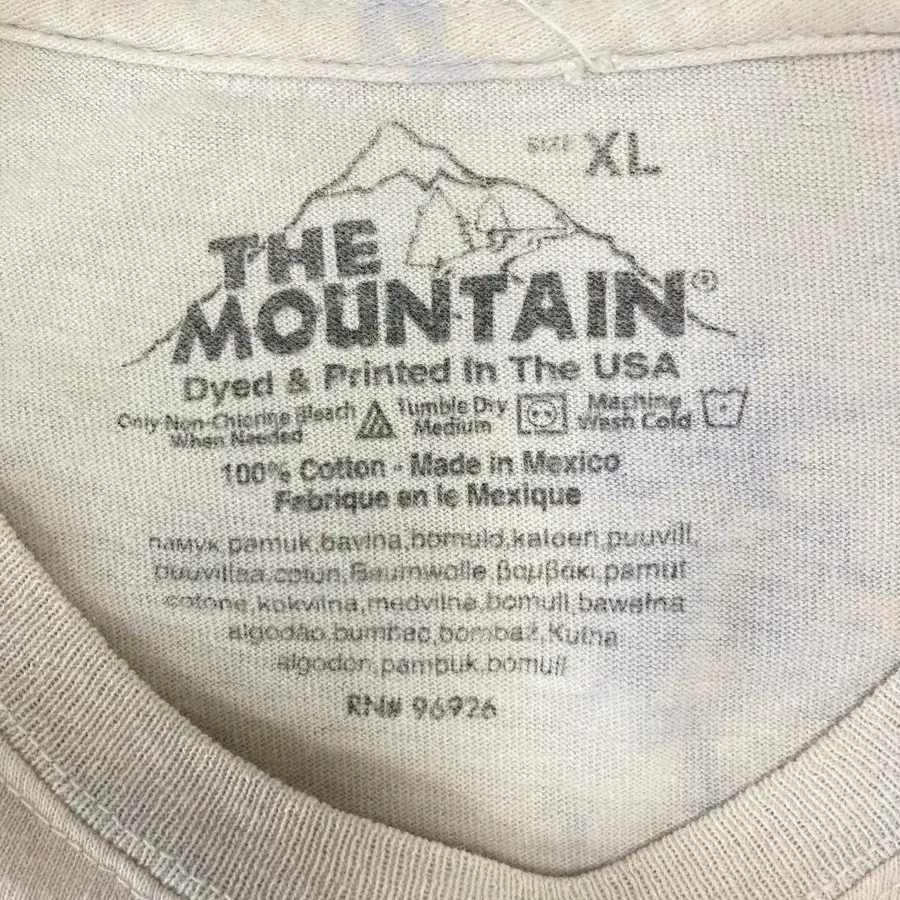 SIZE XL
THE
MOUNTAIN®
Dyed & Printed In The USA
Only Non-Chlorine Bleach
When Needed
Tumble Dry
Medium
Machine
Wash Cold
100% Cotton - Made in Mexico
Fabrique en le Mexique
памук,pamuk,bavlna,bomuld,katoen,puuvill,
puuvillaa,coton,Baumwolle,βαμβακι,pamut
cotone,kokvilna,medvilne,bomull,bawełna
algodão,bumbac,bombaž,Kutna
algodon,pambuk,bomull
RN# 96926